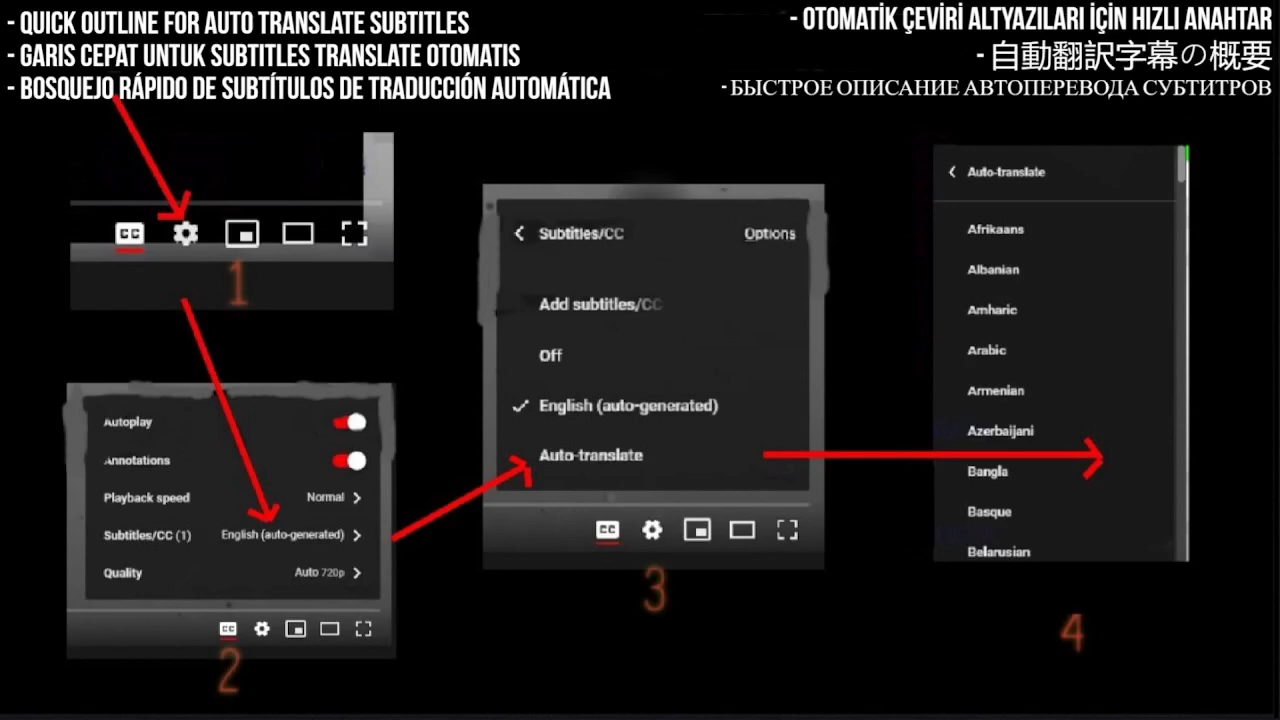 - QUICK OUTLINE FOR AUTO TRANSLATE SUBTITLES
- GARIS CEPAT UNTUK SUBTITLES TRANSLATE OTOMATIS
- BOSQUEJO RÁPIDO DE SUBTÍTULOS DE TRADUCCIÓN AUTOMÁTICA
- OTOMATİK ÇEVİRİ ALTYAZILARI İÇİN HIZLI ANAHTAR
- 自動翻訳字幕の概要
- БЫСТРОЕ ОПИСАНИЕ АВТОПЕРЕВОДА СУБТИТРОВ
CC
1
Autoplay
Annotations
Playback speed Normal
Subtitles/CC (1) English (auto-generated)
Quality Auto 720p
CC
2
Subtitles/CC Options
Add subtitles/CC
Off
English (auto-generated)
Auto-translate
CC
3
Auto-translate
Afrikaans
Albanian
Amharic
Arabic
Armenian
Azerbaijani
Bangla
Basque
Belarusian
4